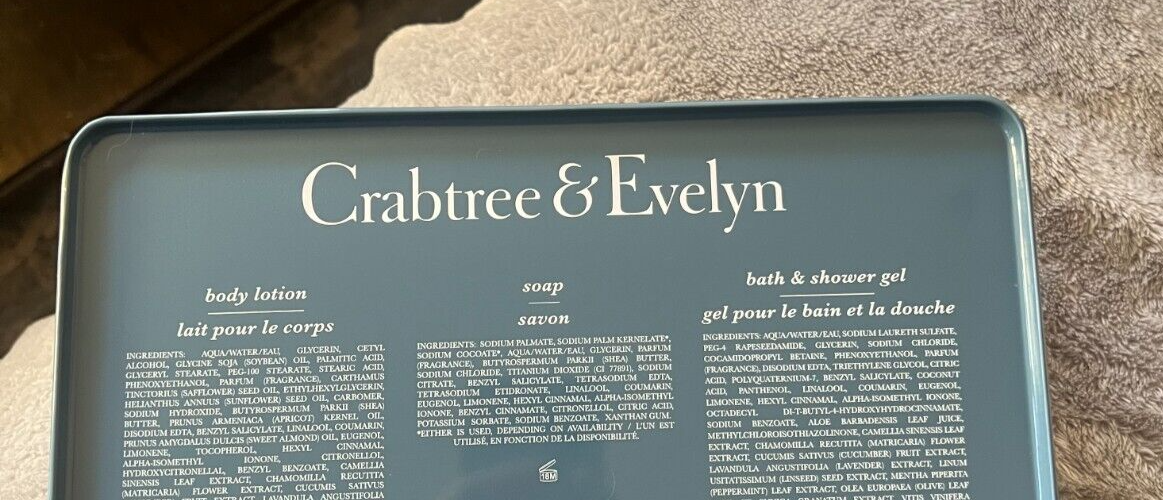 Crabtree & Evelyn
body lotion
lait pour le corps
INGREDIENTS: AQUA/WATER/EAU, GLYCERIN, CETYL
ALCOHOL, GLYCINE SOJA (SOYBEAN) OIL, PALMITIC ACID,
GLYCERYL STEARATE, PEG-100 STEARATE, STEARIC ACID,
PHENOXYETHANOL, PARFUM (FRAGRANCE), CARTHAMUS
TINCTORIUS (SAFFLOWER) SEED OIL, ETHYLHEXYLGLYCERIN,
HELIANTHUS ANNUUS (SUNFLOWER) SEED OIL, CARBOMER,
SODIUM HYDROXIDE, BUTYROSPERMUM PARKII (SHEA)
BUTTER, PRUNUS ARMENIACA (APRICOT) KERNEL OIL,
DISODIUM EDTA, BENZYL SALICYLATE, LINALOOL, COUMARIN,
PRUNUS AMYGDALUS DULCIS (SWEET ALMOND) OIL, EUGENOL,
LIMONENE, TOCOPHEROL, HEXYL CINNAMAL,
ALPHA-ISOMETHYL IONONE, CITRONELLOL,
HYDROXYCITRONELLAL, BENZYL BENZOATE, CAMELLIA
SINENSIS LEAF EXTRACT, CHAMOMILLA RECUTITA
(MATRICARIA) FLOWER EXTRACT, CUCUMIS SATIVUS
EXTRACT, LAVANDULA ANGUSTIFOLIA
soap
savon
INGREDIENTS: SODIUM PALMATE, SODIUM PALM KERNELATE*,
SODIUM COCOATE*, AQUA/WATER/EAU, GLYCERIN, PARFUM
(FRAGRANCE), BUTYROSPERMUM PARKII (SHEA) BUTTER,
SODIUM CHLORIDE, TITANIUM DIOXIDE (CI 77891), SODIUM
CITRATE, BENZYL SALICYLATE, TETRASODIUM EDTA,
TETRASODIUM ETIDRONATE, LINALOOL, COUMARIN,
EUGENOL, LIMONENE, HEXYL CINNAMAL, ALPHA-ISOMETHYL
IONONE, BENZYL CINNAMATE, CITRONELLOL, CITRIC ACID,
POTASSIUM SORBATE, SODIUM BENZOATE, XANTHAN GUM.
*EITHER IS USED, DEPENDING ON AVAILABILITY / L'UN EST
UTILISÉ, EN FONCTION DE LA DISPONIBILITÉ.
18M
bath & shower gel
gel pour le bain et la douche
INGREDIENTS: AQUA/WATER/EAU, SODIUM LAURETH SULFATE,
PEG-4 RAPESEEDAMIDE, GLYCERIN, SODIUM CHLORIDE,
COCAMIDOPROPYL BETAINE, PHENOXYETHANOL, PARFUM
(FRAGRANCE), DISODIUM EDTA, TRIETHYLENE GLYCOL, CITRIC
ACID, POLYQUATERNIUM-7, BENZYL SALICYLATE, COCONUT
ACID, PANTHENOL, LINALOOL, COUMARIN, EUGENOL,
LIMONENE, HEXYL CINNAMAL, ALPHA-ISOMETHYL IONONE,
OCTADECYL DI-T-BUTYL-4-HYDROXYHYDROCINNAMATE,
SODIUM BENZOATE, ALOE BARBADENSIS LEAF JUICE,
METHYLCHLOROISOTHIAZOLINONE, CAMELLIA SINENSIS LEAF
EXTRACT, CHAMOMILLA RECUTITA (MATRICARIA) FLOWER
EXTRACT, CUCUMIS SATIVUS (CUCUMBER) FRUIT EXTRACT,
LAVANDULA ANGUSTIFOLIA (LAVENDER) EXTRACT, LINUM
USITATISSIMUM (LINSEED) SEED EXTRACT, MENTHA PIPERITA
(PEPPERMINT) LEAF EXTRACT, OLEA EUROPAEA (OLIVE) LEAF
EXTRACT, VITIS VINIFERA